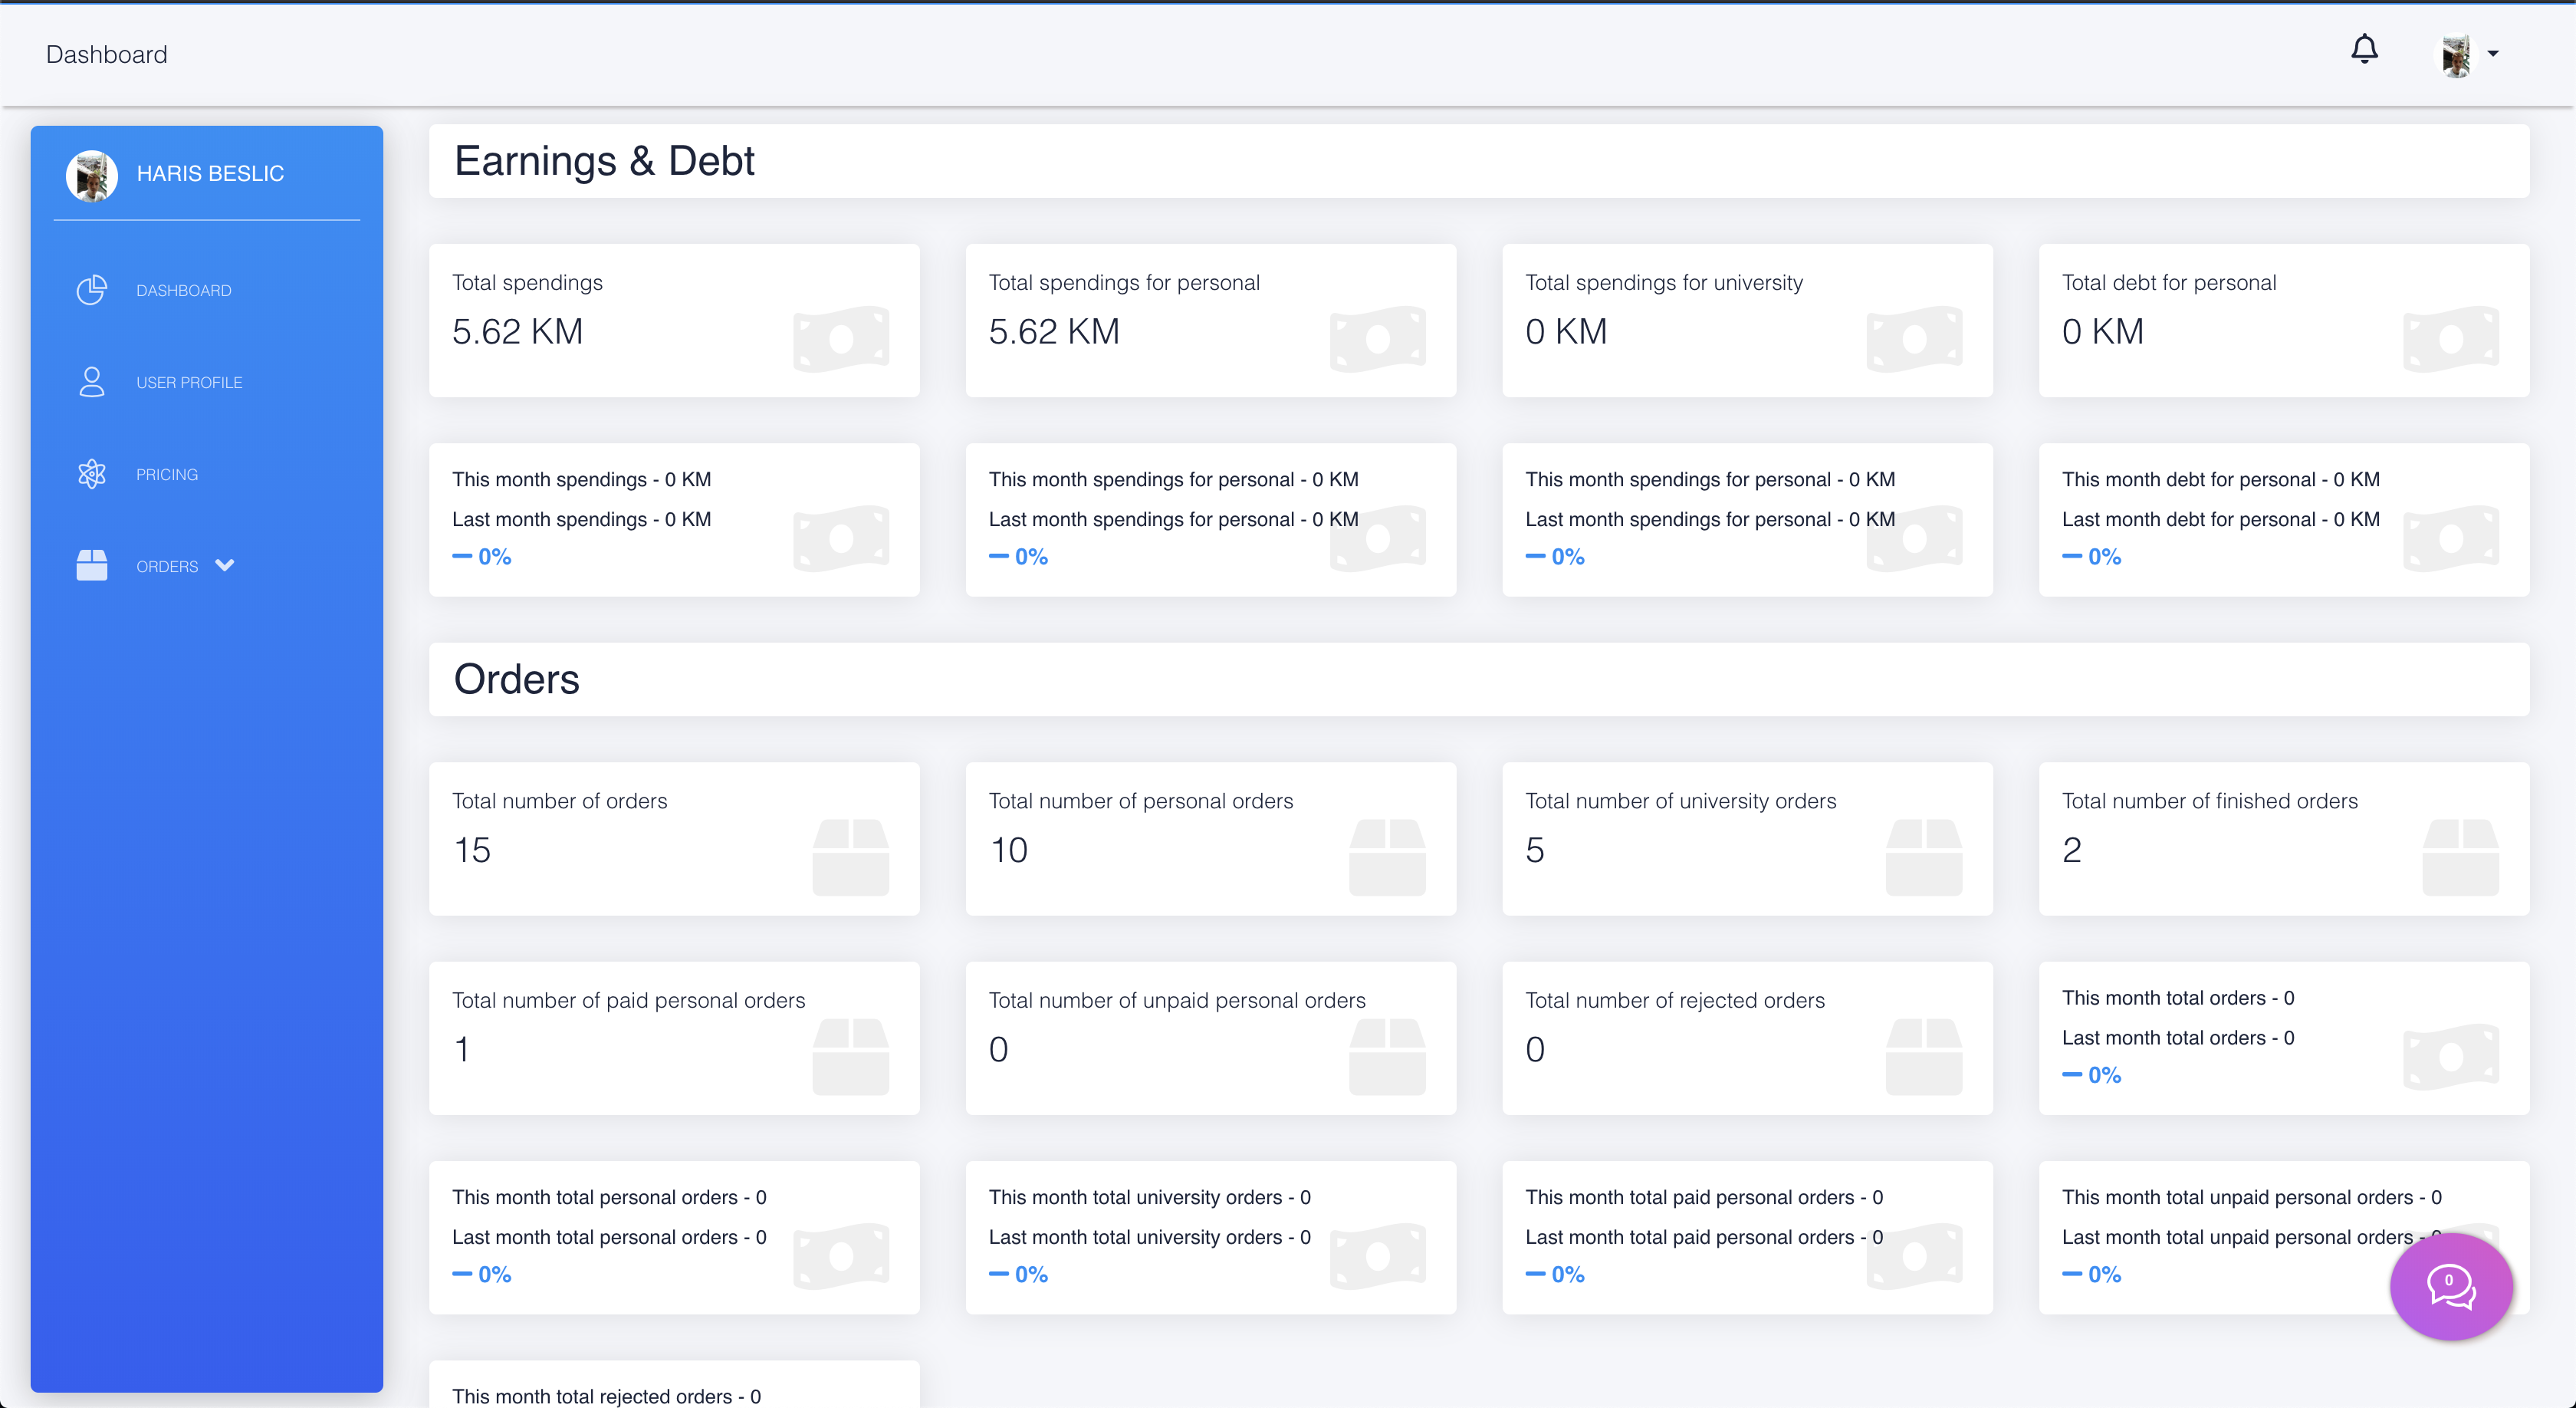 Dashboard
HARIS BESLIC
DASHBOARD
USER PROFILE
PRICING
ORDERS
Earnings & Debt
Total spendings
5.62 KM
Total spendings for personal
5.62 KM
Total spendings for university
0 KM
Total debt for personal
0 KM
This month spendings - 0 KM
Last month spendings - 0 KM
0%
This month spendings for personal - 0 KM
Last month spendings for personal - 0 KM
0%
This month spendings for personal - 0 KM
Last month spendings for personal - 0 KM
0%
This month debt for personal - 0 KM
Last month debt for personal - 0 KM
0%
Orders
Total number of orders
15
Total number of personal orders
10
Total number of university orders
5
Total number of finished orders
2
Total number of paid personal orders
1
Total number of unpaid personal orders
0
Total number of rejected orders
0
This month total orders - 0
Last month total orders - 0
0%
This month total personal orders - 0
Last month total personal orders - 0
0%
This month total university orders - 0
Last month total university orders - 0
0%
This month total paid personal orders - 0
Last month total paid personal orders - 0
0%
This month total unpaid personal orders - 0
Last month total unpaid personal orders - 0
0%
0
This month total rejected orders - 0